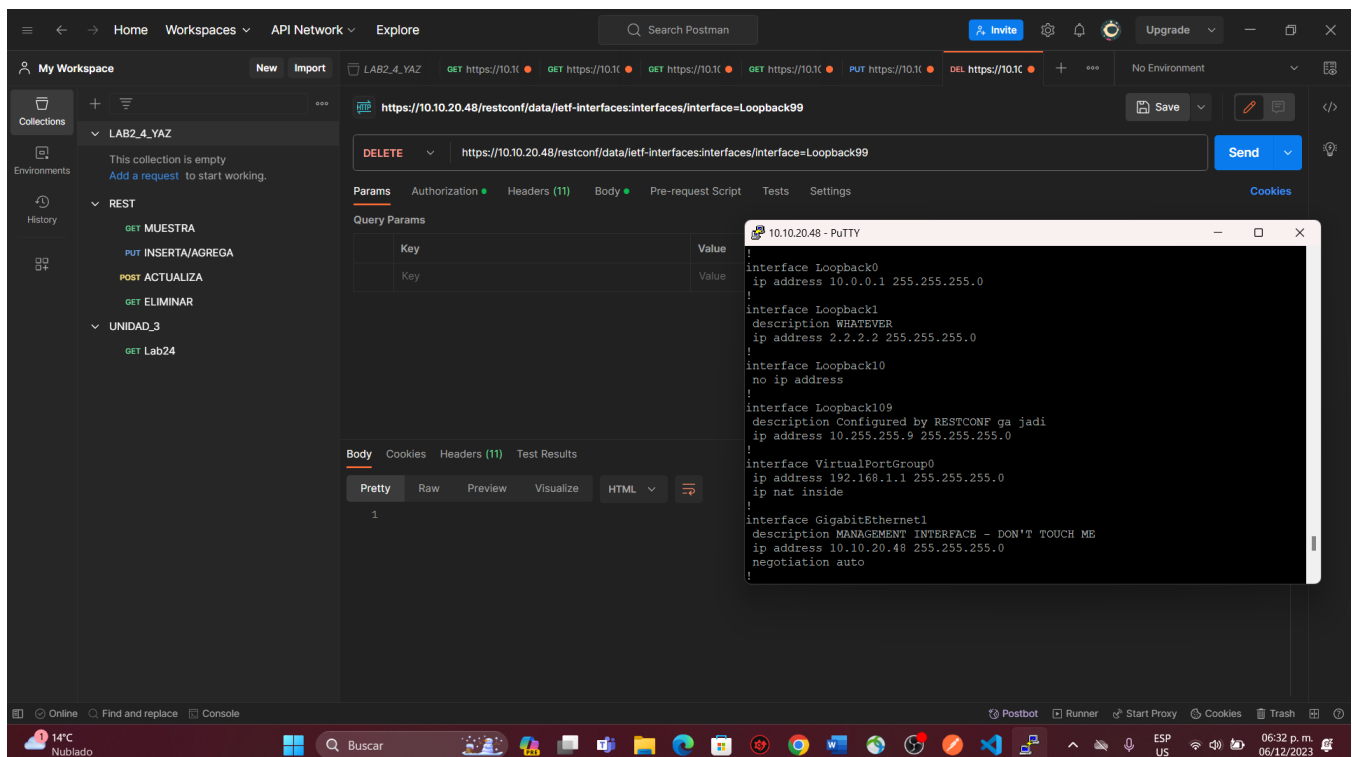 Home Workspaces API Network Explore Search Postman Invite Upgrade
My Workspace New Import LAB2_4_YAZ GET https://10.1( GET https://10.1( GET https://10.1( GET https://10.1( PUT https://10.1( DEL https://10.1( No Environment
Collections
Environments
History
LAB2_4_YAZ
This collection is empty
Add a request to start working.
REST
GET MUESTRA
PUT INSERTA/AGREGA
POST ACTUALIZA
GET ELIMINAR
UNIDAD_3
GET Lab24
HTTP https://10.10.20.48/restconf/data/ietf-interfaces:interfaces/interface=Loopback99 Save
DELETE https://10.10.20.48/restconf/data/ietf-interfaces:interfaces/interface=Loopback99 Send
Params Authorization Headers (11) Body Pre-request Script Tests Settings Cookies
Query Params
Key Value
Key Value
Body Cookies Headers (11) Test Results
Pretty Raw Preview Visualize HTML
1
10.10.20.48 - PuTTY
!
interface Loopback0
ip address 10.0.0.1 255.255.255.0
!
interface Loopback1
description WHATEVER
ip address 2.2.2.2 255.255.255.0
!
interface Loopback10
no ip address
!
interface Loopback109
description Configured by RESTCONF ga jadi
ip address 10.255.255.9 255.255.255.0
!
interface VirtualPortGroup0
ip address 192.168.1.1 255.255.255.0
ip nat inside
!
interface GigabitEthernet1
description MANAGEMENT INTERFACE - DON'T TOUCH ME
ip address 10.10.20.48 255.255.255.0
negotiation auto
!
Online Find and replace Console Postbot Runner Start Proxy Cookies Trash
1 14°C
Nublado
Buscar
ESP
US
06:32 p. m.
06/12/2023